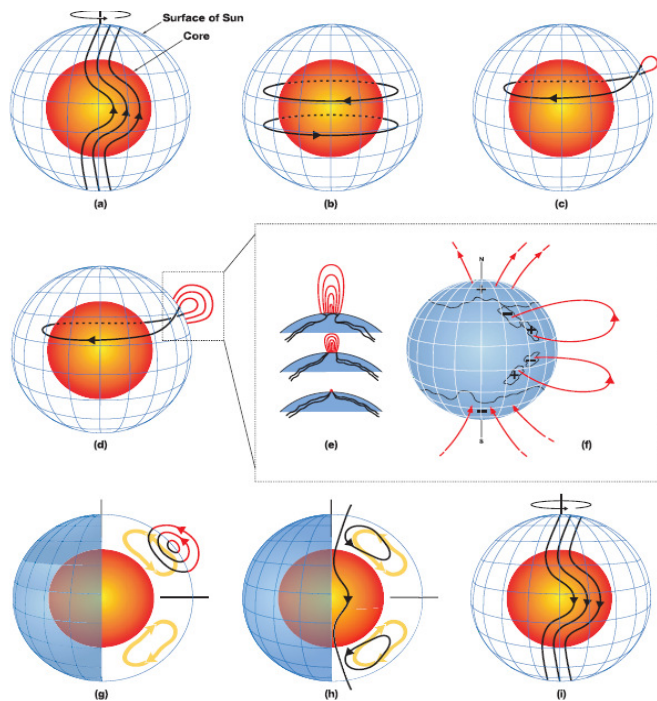 Surface of Sun
Core
(a)
(b)
(c)
(d)
(e)
N
+
-
+
-
+
--
S
(f)
(g)
(h)
(i)